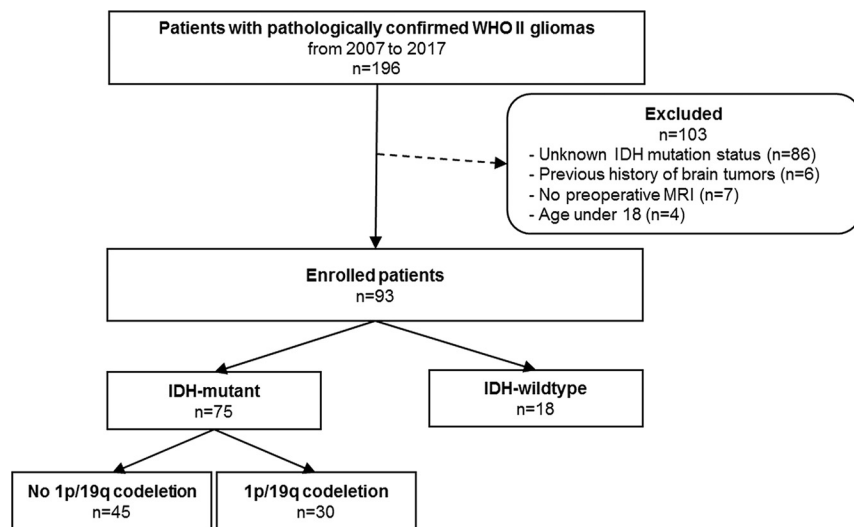 Patients with pathologically confirmed WHO II gliomas
from 2007 to 2017
n=196
Excluded
n=103
- Unknown IDH mutation status (n=86)
- Previous history of brain tumors (n=6)
- No preoperative MRI (n=7)
- Age under 18 (n=4)
Enrolled patients
n=93
IDH-mutant
n=75
IDH-wildtype
n=18
No 1p/19q codeletion
n=45
1p/19q codeletion
n=30